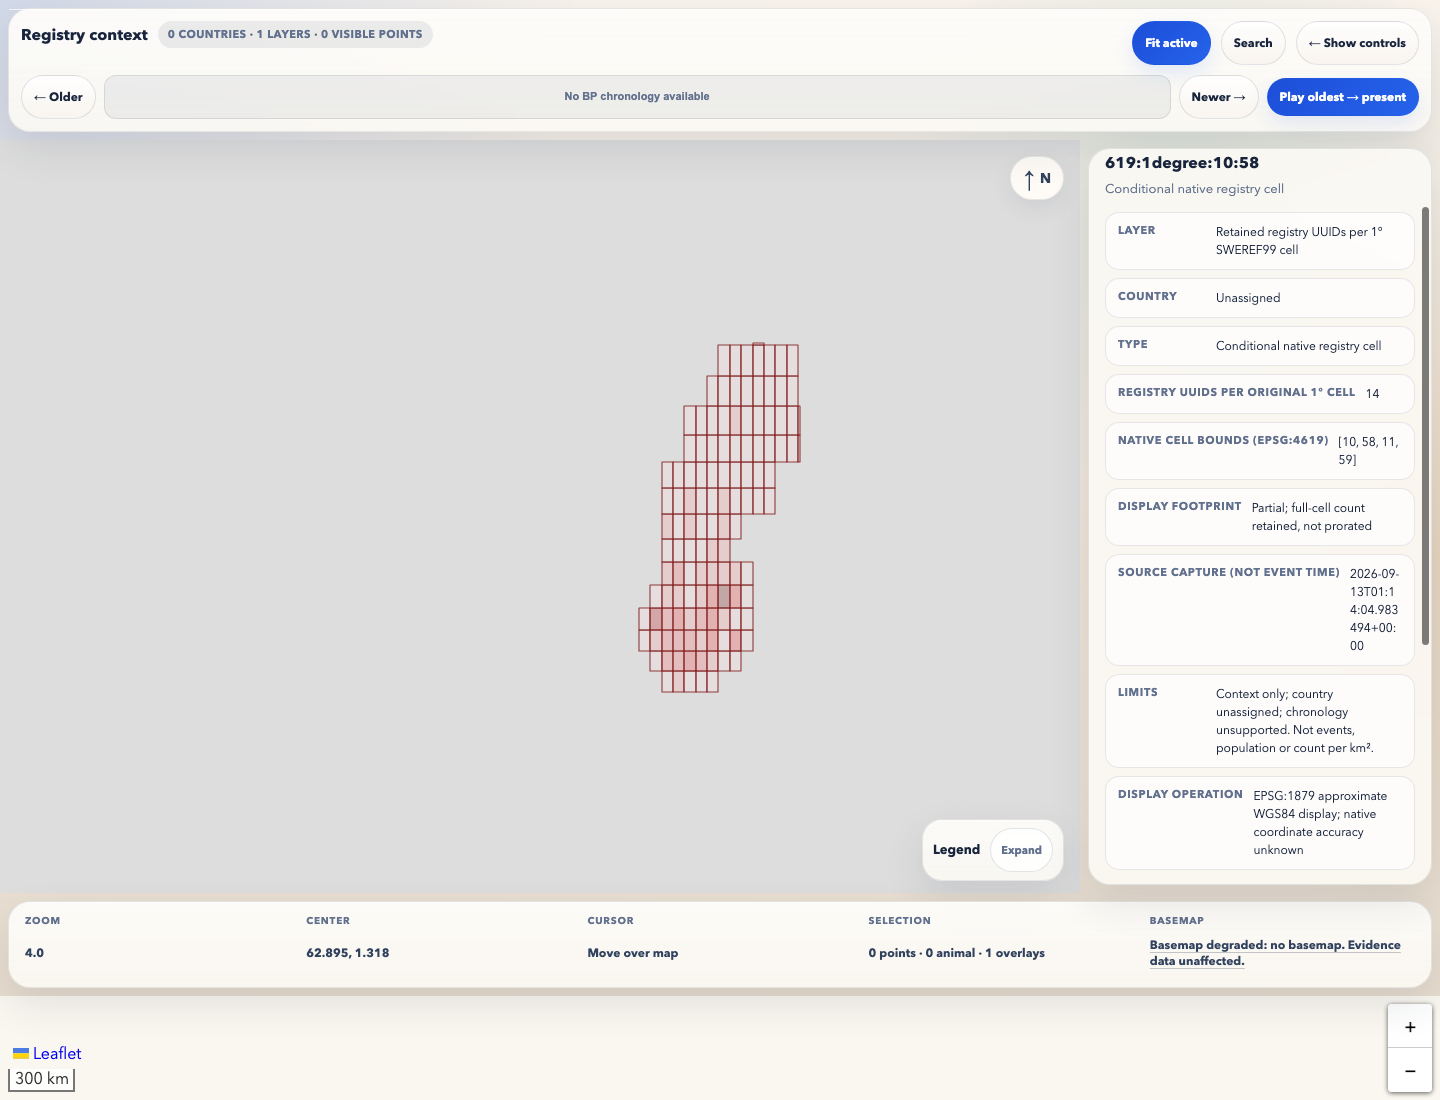 Registry context
0 COUNTRIES · 1 LAYERS · 0 VISIBLE POINTS
Fit active
Search
← Show controls
← Older
No BP chronology available
Newer →
Play oldest → present
↑ N
619:1degree:10:58
Conditional native registry cell
LAYER
Retained registry UUIDs per 1°
SWEREF99 cell
COUNTRY
Unassigned
TYPE
Conditional native registry cell
REGISTRY UUIDS PER ORIGINAL 1° CELL
14
NATIVE CELL BOUNDS (EPSG:4619)
[10, 58, 11,
59]
DISPLAY FOOTPRINT
Partial; full-cell count
retained, not prorated
SOURCE CAPTURE (NOT EVENT TIME)
2026-09-
13T01:1
4:04.983
494+00:
00
LIMITS
Context only; country
unassigned; chronology
unsupported. Not events,
population or count per km².
DISPLAY OPERATION
EPSG:1879 approximate
WGS84 display; native
coordinate accuracy
unknown
Legend
Expand
ZOOM
4.0
CENTER
62.895, 1.318
CURSOR
Move over map
SELECTION
0 points · 0 animal · 1 overlays
BASEMAP
Basemap degraded: no basemap. Evidence
data unaffected.
+
−
Leaflet
300 km